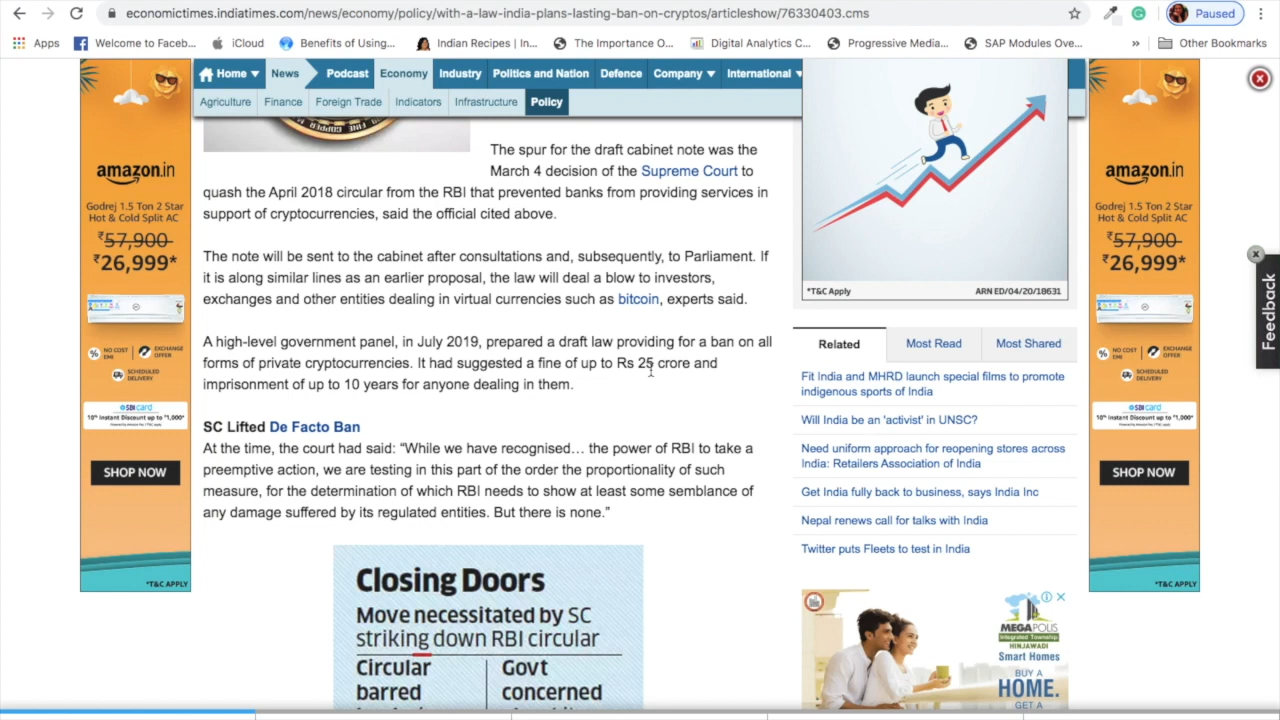 economictimes.indiatimes.com/news/economy/policy/with-a-law-india-plans-lasting-ban-on-cryptos/articleshow/76330403.cms
Paused
Apps
Welcome to Faceb...
iCloud
Benefits of Using...
Indian Recipes | In...
The Importance O...
Digital Analytics C...
Progressive Media...
SAP Modules Ove...
»
Other Bookmarks
Home
News
Podcast
Economy
Industry
Politics and Nation
Defence
Company
International
Agriculture
Finance
Foreign Trade
Indicators
Infrastructure
Policy
amazon.in
Godrej 1.5 Ton 2 Star
Hot & Cold Split AC
₹57,900
₹26,999*
NO COST
EMI
EXCHANGE
OFFER
SCHEDULED
DELIVERY
SBI card
10% Instant Discount up to ₹1,000*
SHOP NOW
*T&C APPLY
The spur for the draft cabinet note was the
March 4 decision of the Supreme Court to
quash the April 2018 circular from the RBI that prevented banks from providing services in
support of cryptocurrencies, said the official cited above.
The note will be sent to the cabinet after consultations and, subsequently, to Parliament. If
it is along similar lines as an earlier proposal, the law will deal a blow to investors,
exchanges and other entities dealing in virtual currencies such as bitcoin, experts said.
A high-level government panel, in July 2019, prepared a draft law providing for a ban on all
forms of private cryptocurrencies. It had suggested a fine of up to Rs 25 crore and
imprisonment of up to 10 years for anyone dealing in them.
SC Lifted De Facto Ban
At the time, the court had said: “While we have recognised… the power of RBI to take a
preemptive action, we are testing in this part of the order the proportionality of such
measure, for the determination of which RBI needs to show at least some semblance of
any damage suffered by its regulated entities. But there is none.”
Closing Doors
Move necessitated by SC
striking down RBI circular
Circular
barred
Govt
concerned
*T&C Apply
ARN ED/04/20/18631
Related
Most Read
Most Shared
Fit India and MHRD launch special films to promote
indigenous sports of India
Will India be an 'activist' in UNSC?
Need uniform approach for reopening stores across
India: Retailers Association of India
Get India fully back to business, says India Inc
Nepal renews call for talks with India
Twitter puts Fleets to test in India
MEGAPOLIS
Integrated Township
HINJAWADI
Smart Homes
BUY A
HOME.
GET A
amazon.in
Godrej 1.5 Ton 2 Star
Hot & Cold Split AC
₹57,900
₹26,999*
NO COST
EMI
EXCHANGE
OFFER
SCHEDULED
DELIVERY
SBI card
10% Instant Discount up to ₹1,000*
SHOP NOW
*T&C APPLY
Feedback